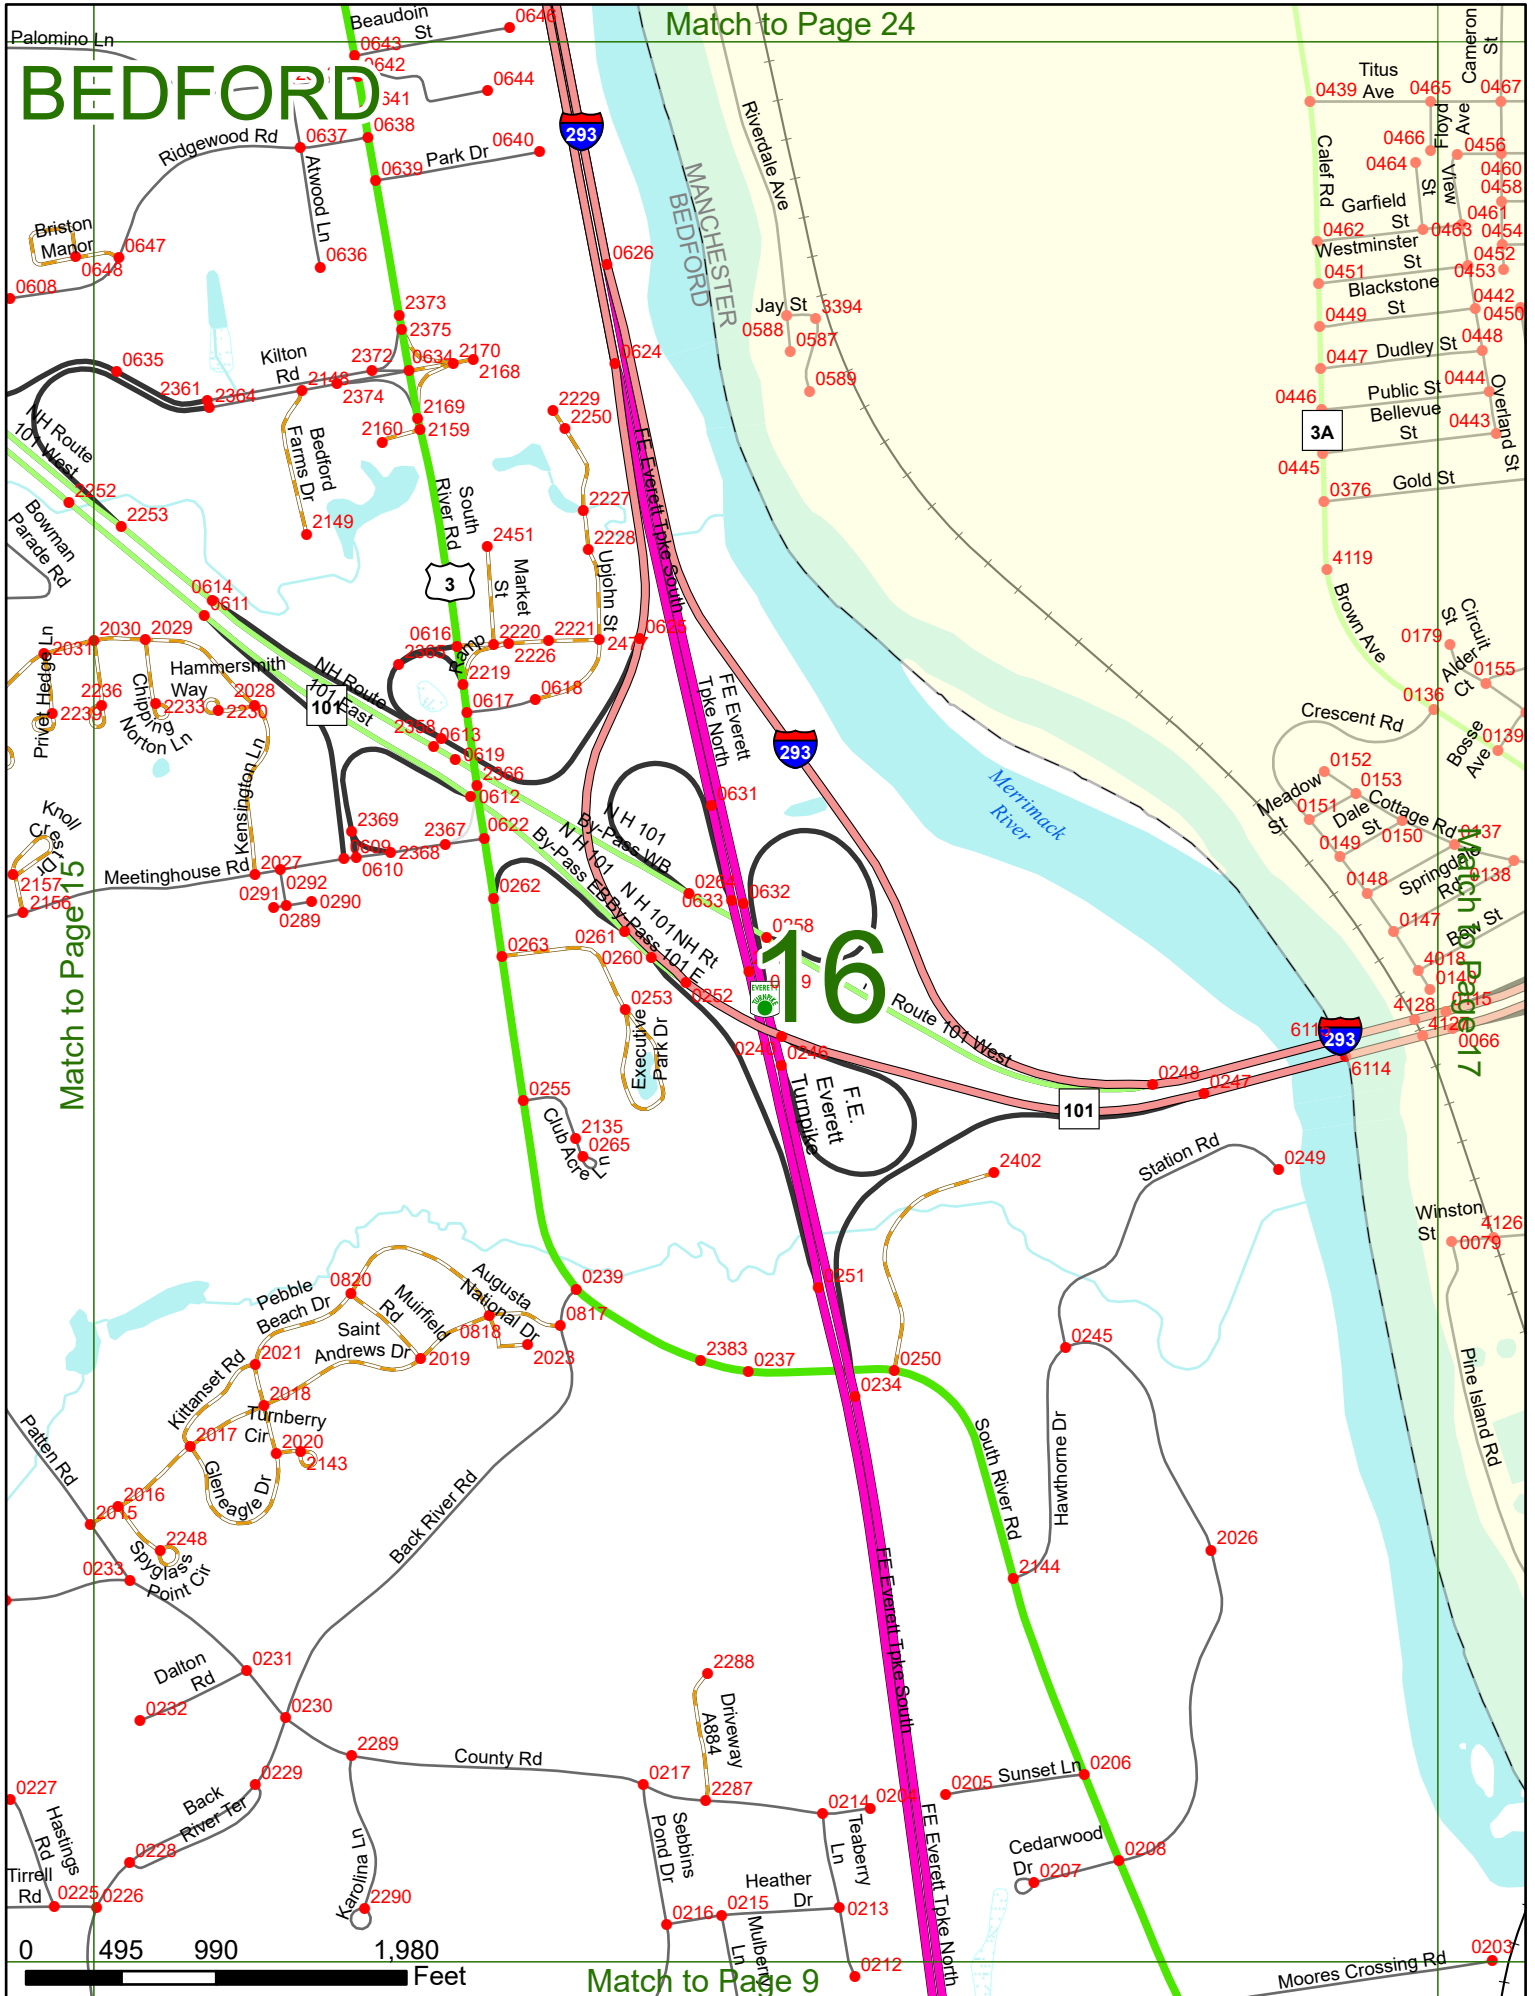 Match to Page 24
BEDFORD
Palomino Ln
Beaudoin
St
0646
0643
0642
0644
641
0638
0637
Ridgewood Rd
Atwood Ln
0639
Park Dr
0640
293
Riverdale Ave
MANCHESTER
BEDFORD
Titus
Ave
0439
0465
Cameron
St
0467
0466
Floyd
Ave
0456
0464
St
View
0460
0458
Calef Rd
Garfield
St
0461
0462
0463
0454
Westminster
St
0452
0451
0453
Blackstone
St
0442
0449
0450
0448
0447
Dudley St
0444
Public St
0446
Bellevue
St
0443
3A
0445
Overland St
Gold St
0376
Briston
Manor
0647
0648
0608
0636
0626
2373
2375
Jay St
3394
0588
0587
0589
Kilton
Rd
0635
2372
0634
2170
2168
0624
2361
2364
2148
2374
2169
2159
2160
2229
2250
NH Route
101 West
Bedford
Farms Dr
2252
2253
2149
Bowman
Parade Rd
South
River Rd
2227
2228
2451
Market
St
Upjohn St
FE Everett Tpke South
3
4119
Brown Ave
0614
0611
0616
2365
Ramp
2220
2221
2226
2477
0625
2219
0617
0618
2030
2029
2031
Hammersmith
Way
2028
2236
2239
2233
2230
Privet Hedge Ln
Chipping
Norton Ln
NH Route
101 East
101
2358
0613
0619
2366
0612
FE Everett
Tpke North
293
0179
Circuit
St
Alder
Ct
0155
0136
Crescent Rd
Bosse
Ave
0139
0152
0153
Meadow
St
0151
Dale
St
Cottage Rd
0150
0137
0149
Springdale
Rd
0138
0148
0147
Bow St
4018
0140
4128
0115
4127
0066
Merrimack
River
Match to Page 17
Kensington Ln
Knoll
Crest Dr
2157
2156
Meetinghouse Rd
2027
0292
0291
0290
0289
2369
0609
0610
2368
2367
0622
0631
N H 101
By-Pass WB
N H 101
By-Pass EB
N H 101
By-Pass
NH Rt
101 E
0264
0633
0632
0258
0262
0261
0260
0252
0263
0253
Executive
Park Dr
Match to Page 15
16
EVERETT
TURNPIKE
Route 101 West
0240
0246
F.E.
Everett
Turnpike
0248
0247
101
293
6114
0255
2135
0265
Club Acre
Ln
2402
Station Rd
0249
Winston
St
4126
0079
Pine Island Rd
0251
0239
0817
0820
Pebble
Beach Dr
Muirfield
Rd
Augusta
National Dr
0818
Saint
Andrews Dr
2019
2023
2021
Kittanset Rd
2018
Turnberry
Cir
2017
2020
2143
Gleneagle Dr
2383
0237
0234
0250
0245
Patten Rd
2016
2015
2248
Spyglass
Point Cir
0233
Back River Rd
South River Rd
Hawthorne Dr
2026
2144
FE Everett Tpke South
0231
Dalton
Rd
0232
0230
2289
County Rd
2288
Driveway
A884
0217
2287
0214
0204
0205
Sunset Ln
0206
0229
Back
River Ter
0228
0227
Hastings
Rd
Tirrell
Rd
0225
0226
Karolina Ln
2290
Sebbins
Pond Dr
Teaberry
Ln
Heather
Dr
0216
0215
0213
Mulberry
Ln
0212
FE Everett Tpke North
Cedarwood
Dr
0207
0208
0203
Moores Crossing Rd
0 495 990 1,980
Feet
Match to Page 9